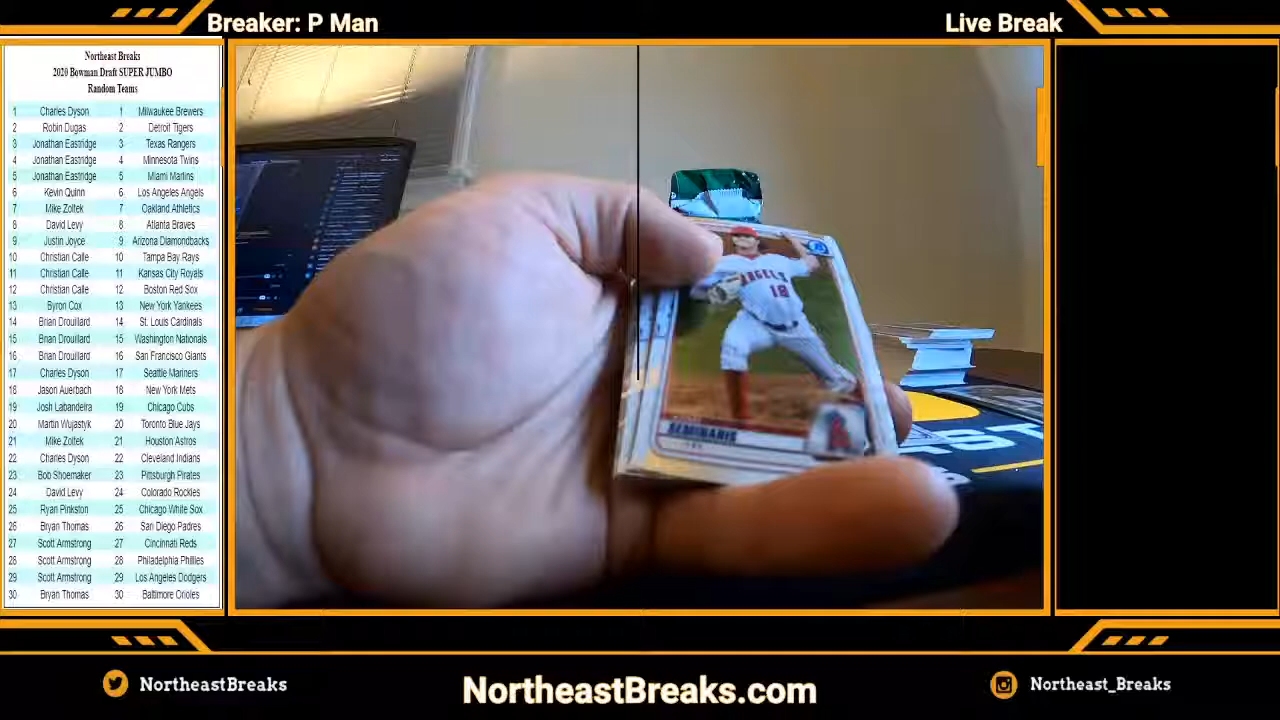 Breaker: P Man
Live Break
Northeast Breaks
2020 Bowman Draft SUPER JUMBO
Random Teams
1 Charles Dyson 1 Milwaukee Brewers
2 Robin Dugas 2 Detroit Tigers
3 Jonathan Eastridge 3 Texas Rangers
4 Jonathan Eastridge 4 Minnesota Twins
5 Jonathan Eastridge 5 Miami Marlins
6 Kevin Quinn 6 Los Angeles Angels
7 Mike Zoltek 7 Oakland Athletics
8 David Levy 8 Atlanta Braves
9 Justin Joyce 9 Arizona Diamondbacks
10 Christian Calle 10 Tampa Bay Rays
11 Christian Calle 11 Kansas City Royals
12 Christian Calle 12 Boston Red Sox
13 Byron Cox 13 New York Yankees
14 Brian Drouillard 14 St. Louis Cardinals
15 Brian Drouillard 15 Washington Nationals
16 Brian Drouillard 16 San Francisco Giants
17 Charles Dyson 17 Seattle Mariners
18 Jason Auerbach 18 New York Mets
19 Josh Labandeira 19 Chicago Cubs
20 Martin Wujastyk 20 Toronto Blue Jays
21 Mike Zoltek 21 Houston Astros
22 Charles Dyson 22 Cleveland Indians
23 Bob Shoemaker 23 Pittsburgh Pirates
24 David Levy 24 Colorado Rockies
25 Ryan Pinkston 25 Chicago White Sox
26 Bryan Thomas 26 San Diego Padres
27 Scott Armstrong 27 Cincinnati Reds
28 Scott Armstrong 28 Philadelphia Phillies
29 Scott Armstrong 29 Los Angeles Dodgers
30 Bryan Thomas 30 Baltimore Orioles
ANGELS
18
SEMINARIS
NortheastBreaks
NortheastBreaks.com
Northeast_Breaks